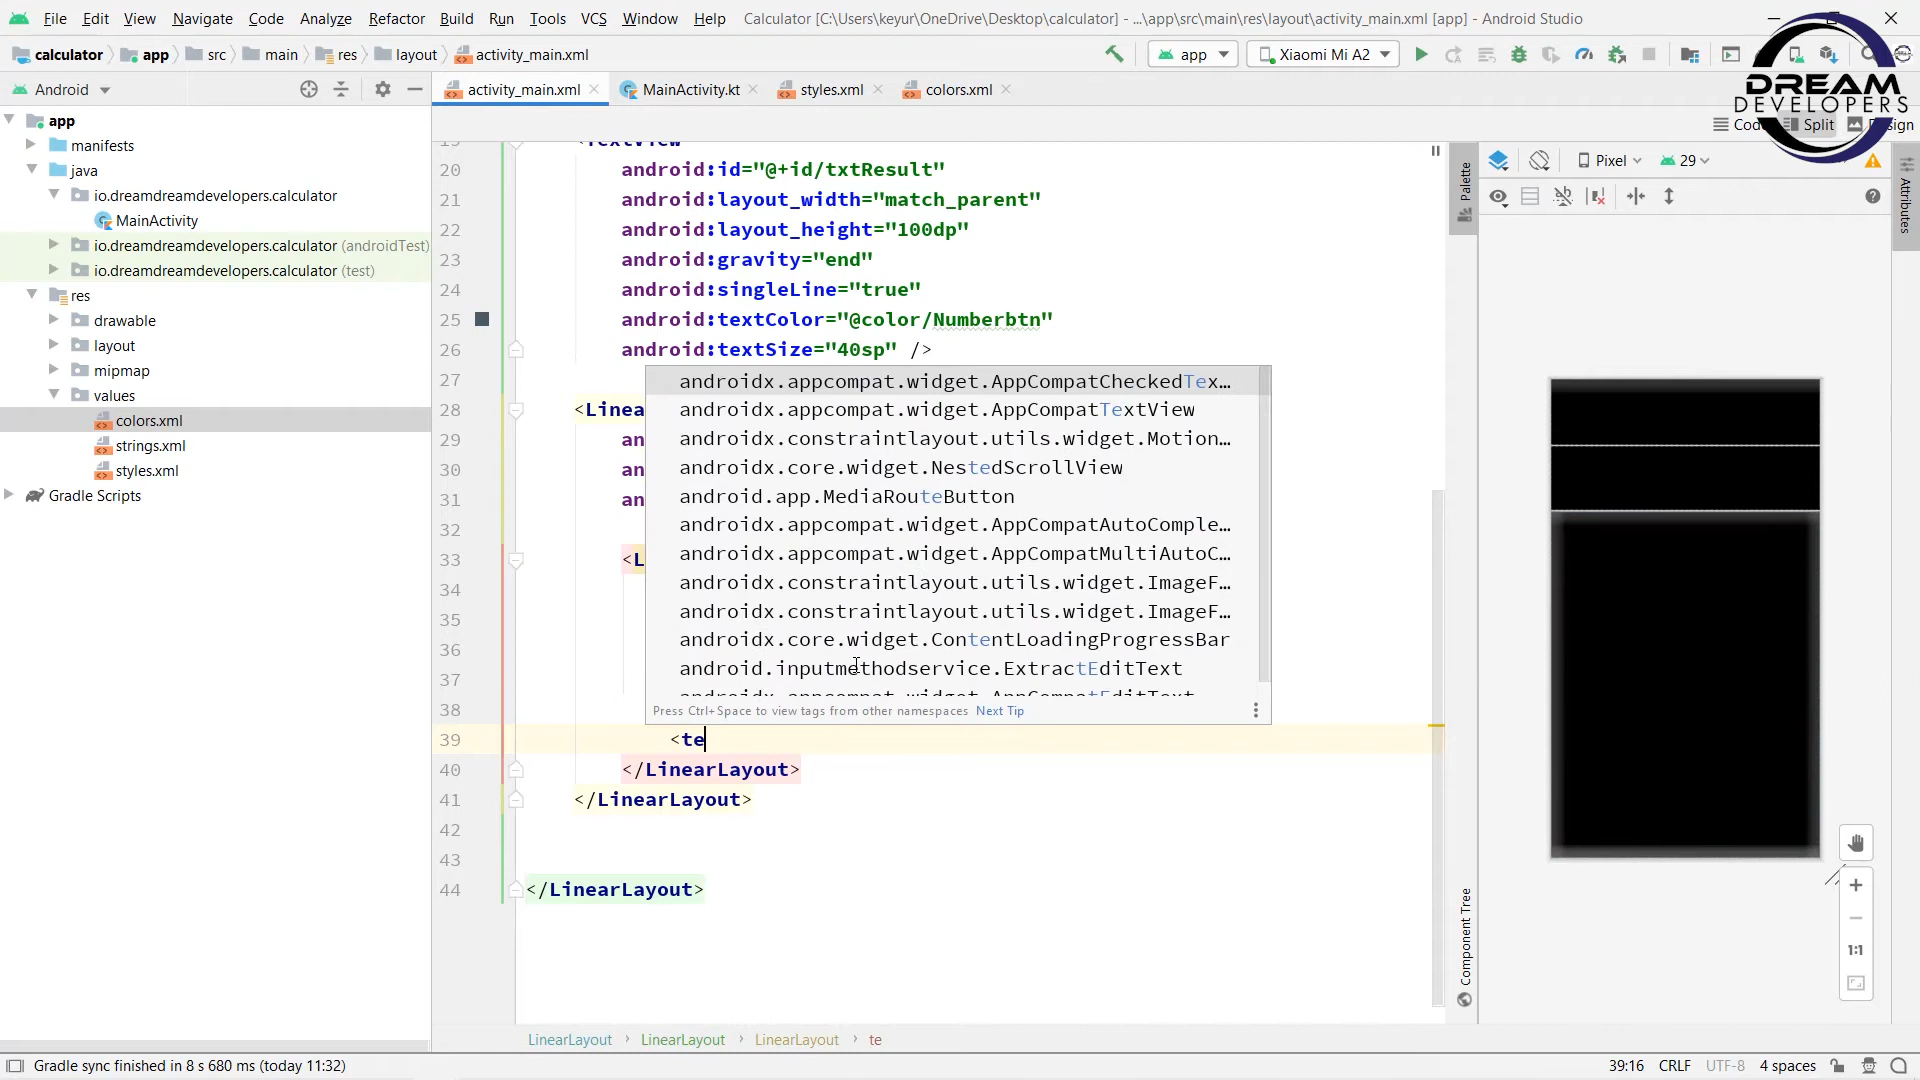 File Edit View Navigate Code Analyze Refactor Build Run Tools VCS Window Help Calculator [C:\Users\keyur\OneDrive\Desktop\calculator] - ...\app\src\main\res\layout\activity_main.xml [app] - Android Studio
calculator app src main res layout activity_main.xml app Xiaomi Mi A2
DREAM
DEVELOPERS
Android activity_main.xml MainActivity.kt styles.xml colors.xml
Split
app
manifests
java
io.dreamdreamdevelopers.calculator
MainActivity
io.dreamdreamdevelopers.calculator (androidTest)
io.dreamdreamdevelopers.calculator (test)
res
drawable
layout
mipmap
values
colors.xml
strings.xml
styles.xml
Gradle Scripts
<TextView
20 android:id="@+id/txtResult"
21 android:layout_width="match_parent"
22 android:layout_height="100dp"
23 android:gravity="end"
24 android:singleLine="true"
25 android:textColor="@color/Numberbtn"
26 android:textSize="40sp" />
27
28 <Linea
29 an
30 an
31 an
32
33 <L
34
35
36
37
38
39 <te
40 </LinearLayout>
41 </LinearLayout>
42
43
44 </LinearLayout>
androidx.appcompat.widget.AppCompatCheckedTex…
androidx.appcompat.widget.AppCompatTextView
androidx.constraintlayout.utils.widget.Motion…
androidx.core.widget.NestedScrollView
android.app.MediaRouteButton
androidx.appcompat.widget.AppCompatAutoComple…
androidx.appcompat.widget.AppCompatMultiAutoC…
androidx.constraintlayout.utils.widget.ImageF…
androidx.constraintlayout.utils.widget.ImageF…
androidx.core.widget.ContentLoadingProgressBar
android.inputmethodservice.ExtractEditText
androidx.appcompat.widget.AppCompatEditText
Press Ctrl+Space to view tags from other namespaces Next Tip
Palette
Pixel 29
Attributes
Component Tree
1:1
LinearLayout › LinearLayout › LinearLayout › te
Gradle sync finished in 8 s 680 ms (today 11:32) 39:16 CRLF UTF-8 4 spaces